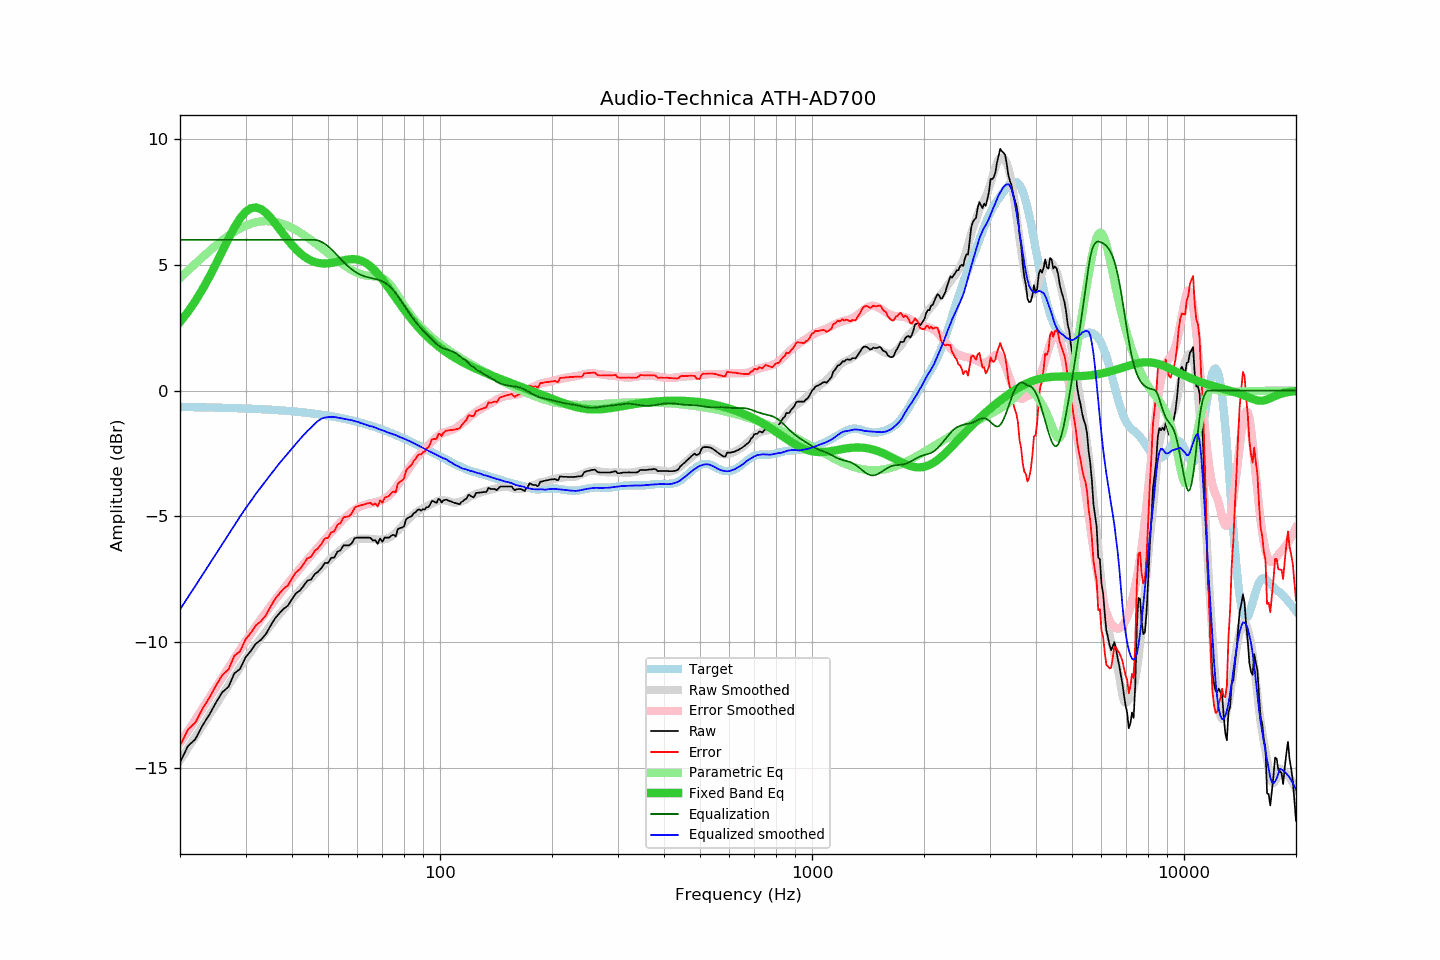 Audio-Technica ATH-AD700
Amplitude (dBr)
10
5
0
−5
−10
−15
Target
Raw Smoothed
Error Smoothed
Raw
Error
Parametric Eq
Fixed Band Eq
Equalization
Equalized smoothed
100
1000
10000
Frequency (Hz)